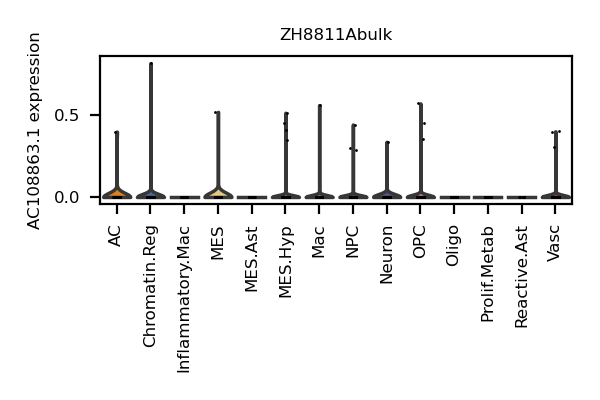 ZH8811Abulk
AC108863.1 expression
0.5
0.0
AC
Chromatin.Reg
Inflammatory.Mac
MES
MES.Ast
MES.Hyp
Mac
NPC
Neuron
OPC
Oligo
Prolif.Metab
Reactive.Ast
Vasc